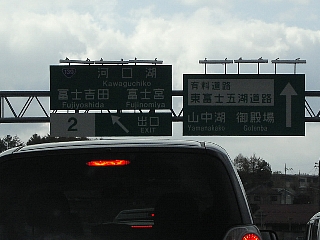 139 河口湖
Kawaguchiko
富士吉田 富士宮
Fujiyoshida Fujinomiya
2 出口
EXIT
有料道路
東富士五湖道路
山中湖 御殿場
Yamanakako Gotenba